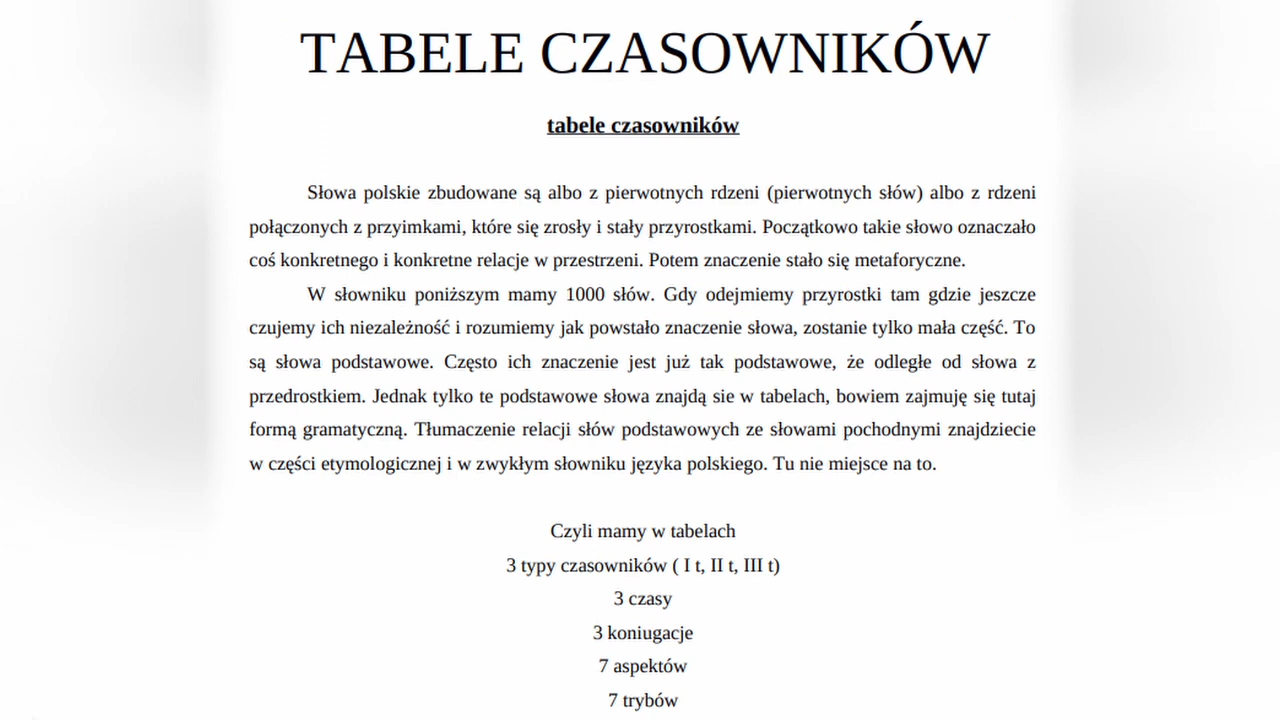 TABELE CZASOWNIKÓW
tabele czasowników
Słowa polskie zbudowane są albo z pierwotnych rdzeni (pierwotnych słów) albo z rdzeni
połączonych z przyimkami, które się zrosły i stały przyrostkami. Początkowo takie słowo oznaczało
coś konkretnego i konkretne relacje w przestrzeni. Potem znaczenie stało się metaforyczne.
W słowniku poniższym mamy 1000 słów. Gdy odejmiemy przyrostki tam gdzie jeszcze
czujemy ich niezależność i rozumiemy jak powstało znaczenie słowa, zostanie tylko mała część. To
są słowa podstawowe. Często ich znaczenie jest już tak podstawowe, że odległe od słowa z
przedrostkiem. Jednak tylko te podstawowe słowa znajdą sie w tabelach, bowiem zajmuję się tutaj
formą gramatyczną. Tłumaczenie relacji słów podstawowych ze słowami pochodnymi znajdziecie
w części etymologicznej i w zwykłym słowniku języka polskiego. Tu nie miejsce na to.
Czyli mamy w tabelach
3 typy czasowników ( I t, II t, III t)
3 czasy
3 koniugacje
7 aspektów
7 trybów